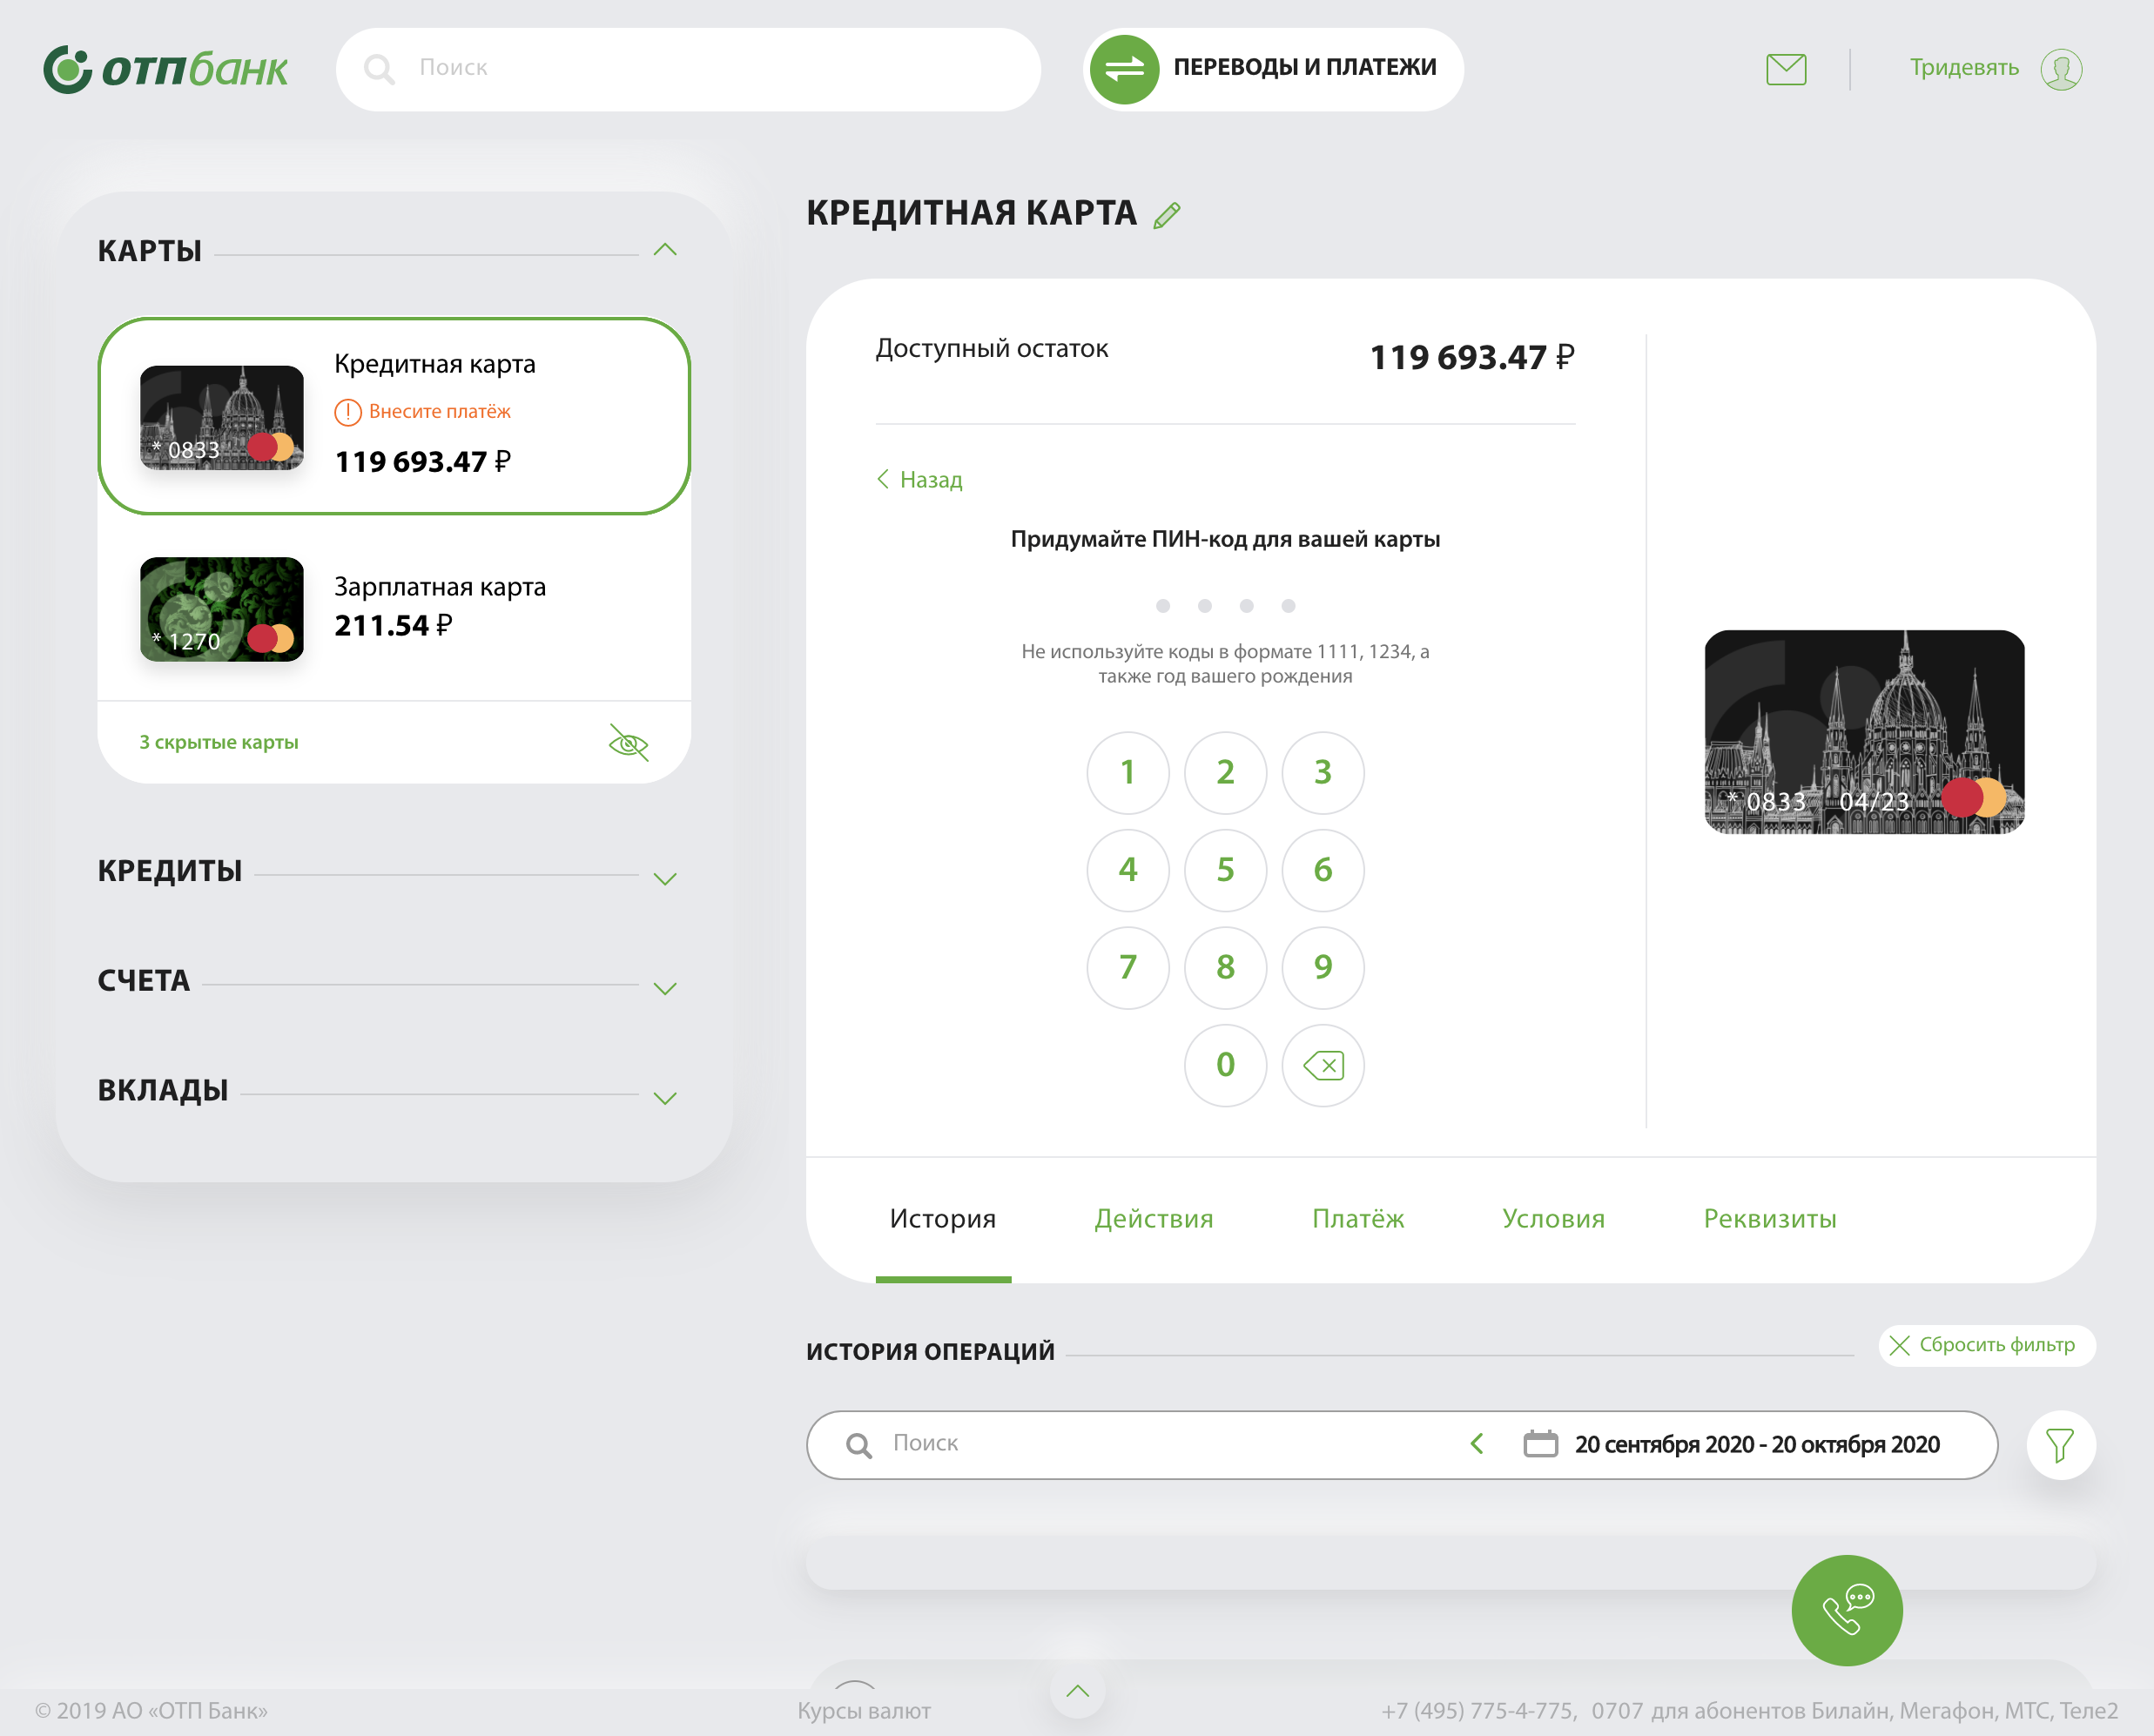 ОТПбанк
Поиск
ПЕРЕВОДЫ И ПЛАТЕЖИ
Тридевять
КАРТЫ
Кредитная карта
Внесите платёж
* 0833
119 693.47 ₽
Зарплатная карта
211.54 ₽
* 1270
3 скрытые карты
КРЕДИТЫ
СЧЕТА
ВКЛАДЫ
КРЕДИТНАЯ КАРТА
Доступный остаток
119 693.47 ₽
Назад
Придумайте ПИН-код для вашей карты
Не используйте коды в формате 1111, 1234, а
также год вашего рождения
1 2 3
4 5 6
7 8 9
0
* 0833 04/23
История Действия Платёж Условия Реквизиты
ИСТОРИЯ ОПЕРАЦИЙ
Сбросить фильтр
Поиск
20 сентября 2020 - 20 октября 2020
© 2019 АО «ОТП Банк»
Курсы валют
+7 (495) 775-4-775, 0707 для абонентов Билайн, Мегафон, МТС, Теле2